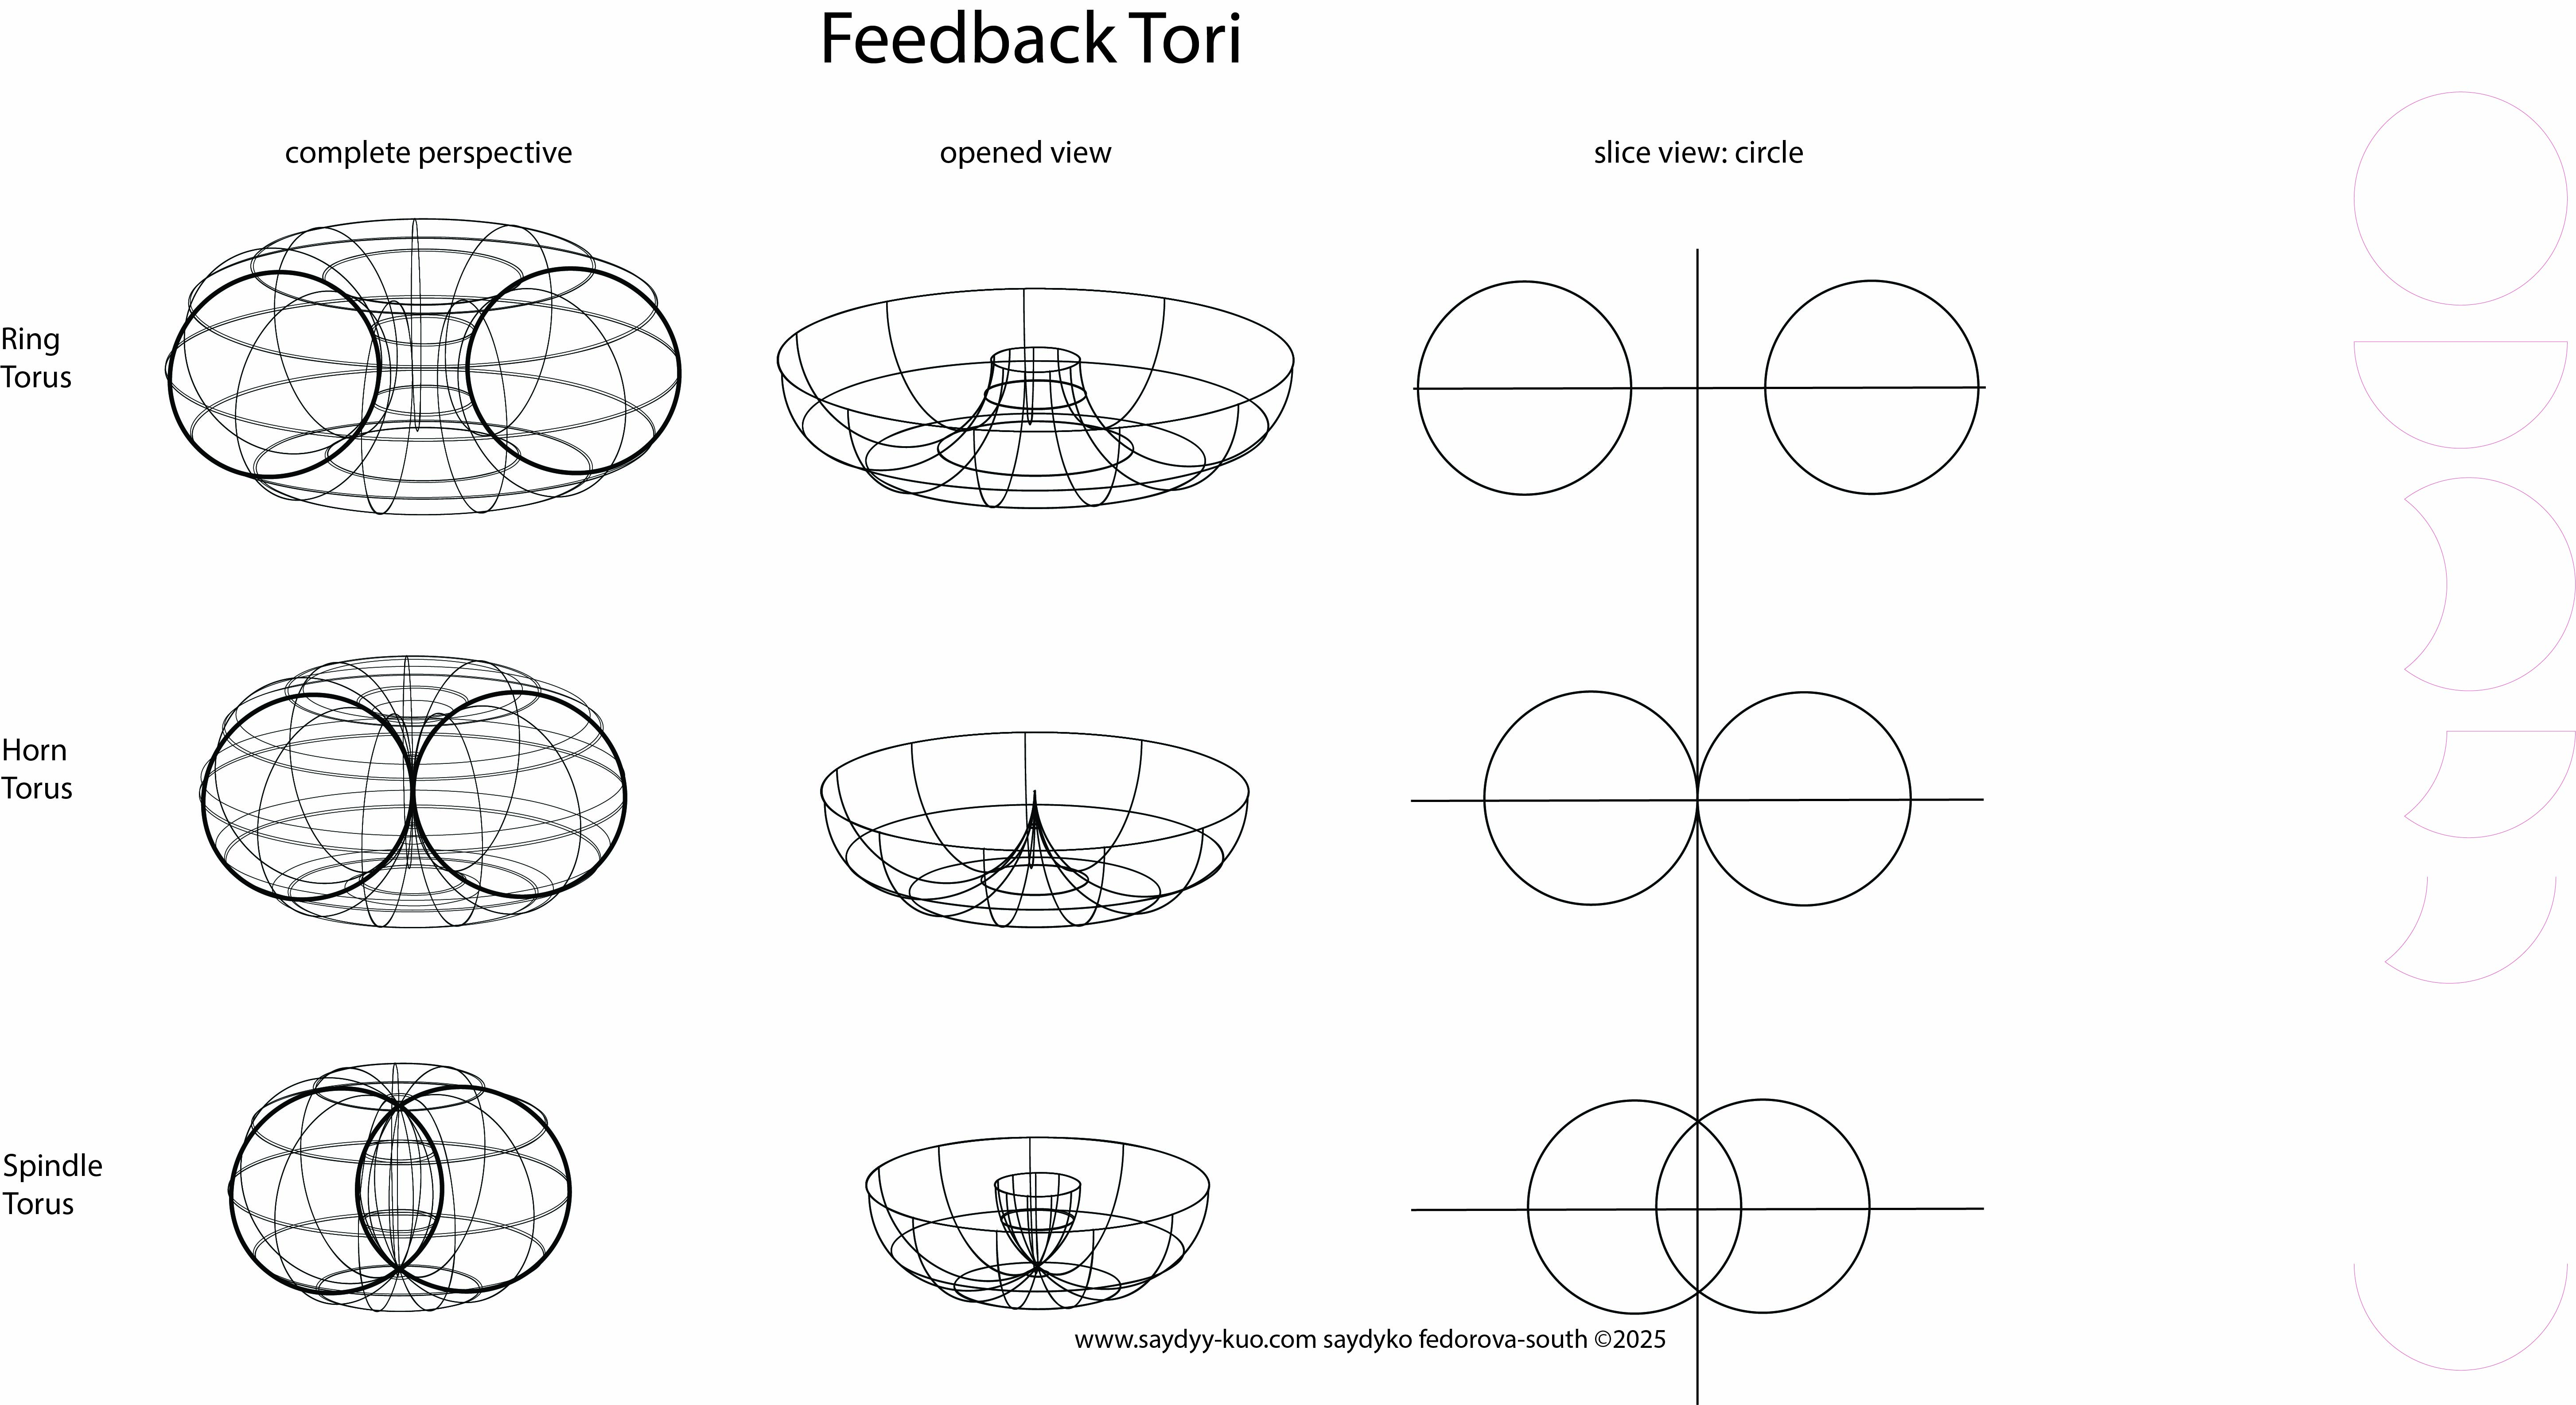 Feedback Tori
complete perspective
opened view
slice view: circle
Ring
Torus
Horn
Torus
Spindle
Torus
www.saydyy-kuo.com saydyko fedorova-south ©2025